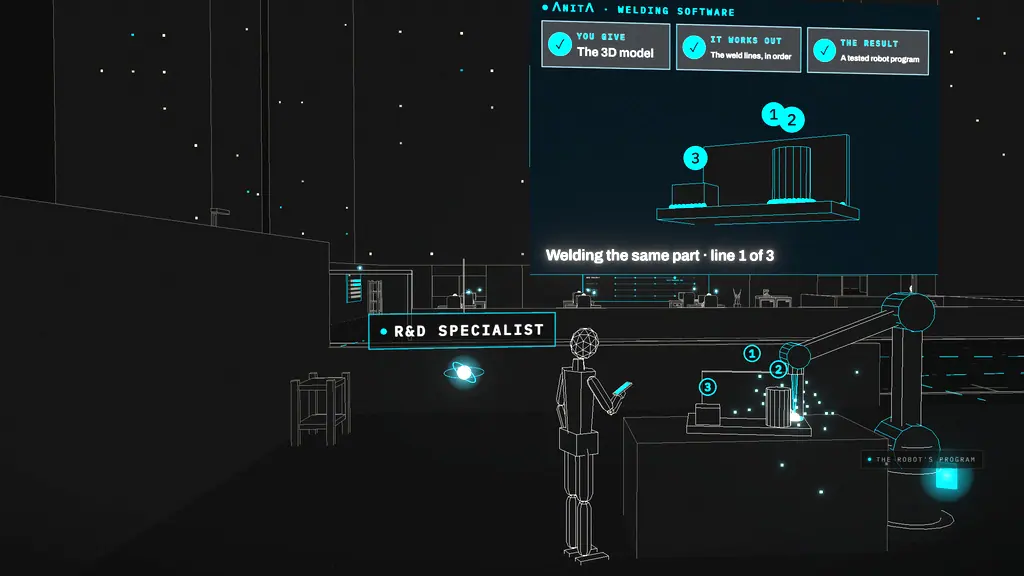 ΛNITΛ · WELDING SOFTWARE
YOU GIVE
The 3D model
IT WORKS OUT
The weld lines, in order
THE RESULT
A tested robot program
1
2
3
Welding the same part · line 1 of 3
R&D SPECIALIST
1
2
3
THE ROBOT'S PROGRAM